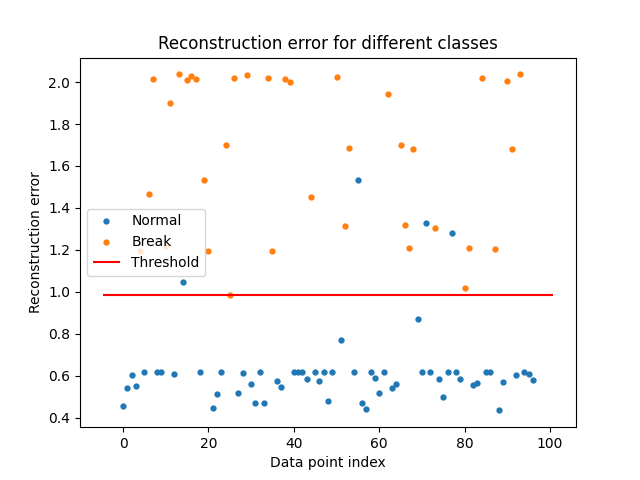 Reconstruction error for different classes
Reconstruction error
2.0
1.8
1.6
1.4
1.2
1.0
0.8
0.6
0.4
Normal
Break
Threshold
0 20 40 60 80 100
Data point index